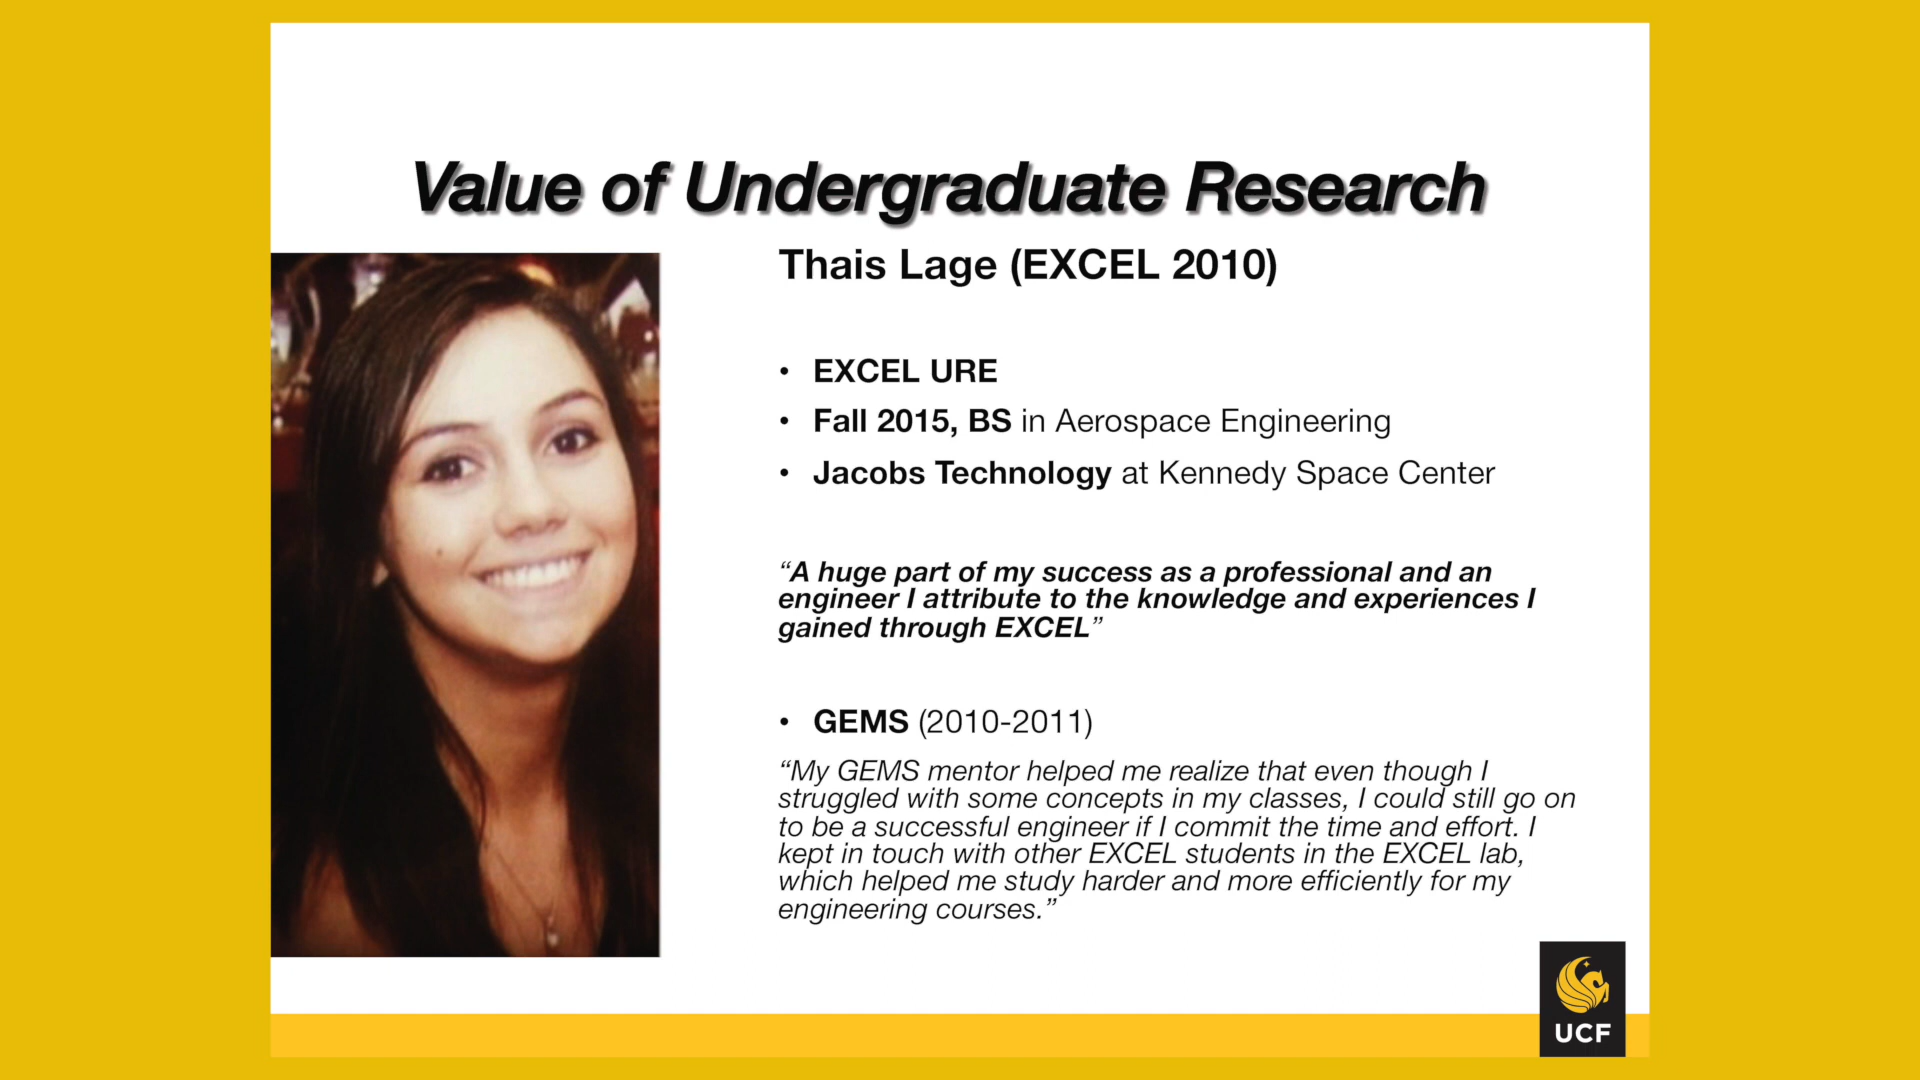 Value of Undergraduate Research
Thais Lage (EXCEL 2010)
• EXCEL URE
• Fall 2015, BS in Aerospace Engineering
• Jacobs Technology at Kennedy Space Center
“A huge part of my success as a professional and an
engineer I attribute to the knowledge and experiences I
gained through EXCEL”
• GEMS (2010-2011)
“My GEMS mentor helped me realize that even though I
struggled with some concepts in my classes, I could still go on
to be a successful engineer if I commit the time and effort. I
kept in touch with other EXCEL students in the EXCEL lab,
which helped me study harder and more efficiently for my
engineering courses.”
UCF